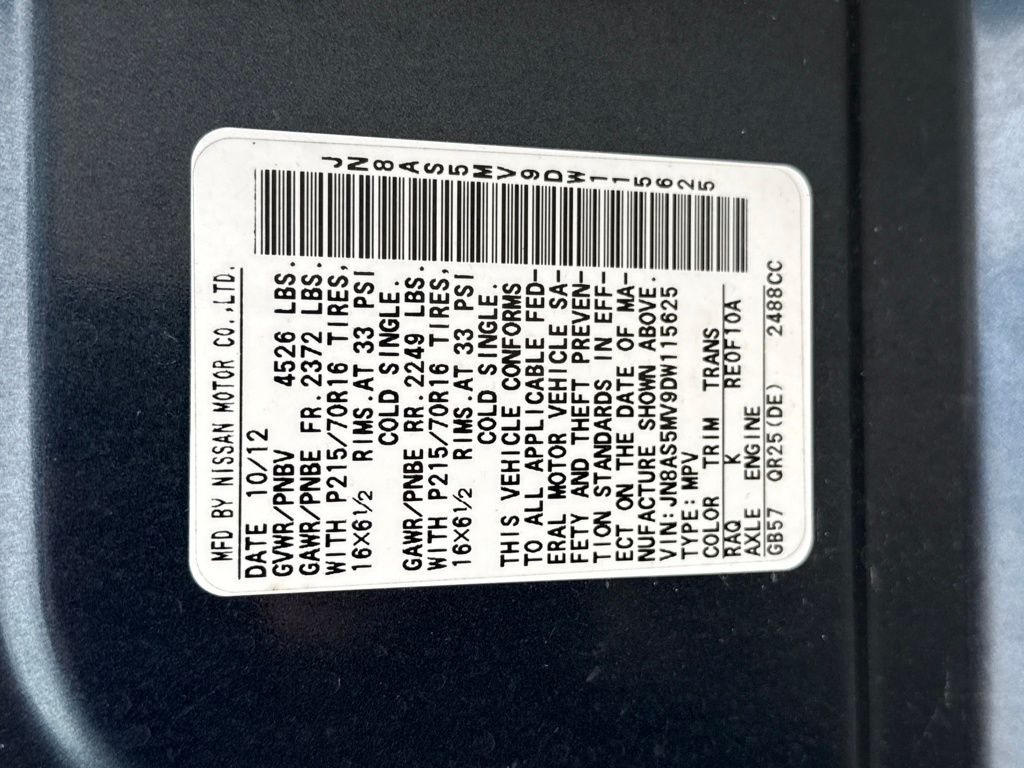 MFD BY NISSAN MOTOR CO.,LTD.
DATE 10/12
GVWR/PNBV 4526 LBS.
GAWR/PNBE FR.2372 LBS.
WITH P215/70R16 TIRES,
16X6½ RIMS.AT 33 PSI
COLD SINGLE.
GAWR/PNBE RR.2249 LBS.
WITH P215/70R16 TIRES,
16X6½ RIMS.AT 33 PSI
COLD SINGLE.
THIS VEHICLE CONFORMS
TO ALL APPLICABLE FED-
ERAL MOTOR VEHICLE SA-
FETY AND THEFT PREVEN-
TION STANDARDS IN EFF-
ECT ON THE DATE OF MA-
NUFACTURE SHOWN ABOVE.
VIN:JN8AS5MV9DW115625
TYPE:MPV
COLOR TRIM TRANS
RAQ K RE0F10A
AXLE ENGINE
GB57 QR25(DE) 2488CC
JN8AS5MV9DW115625